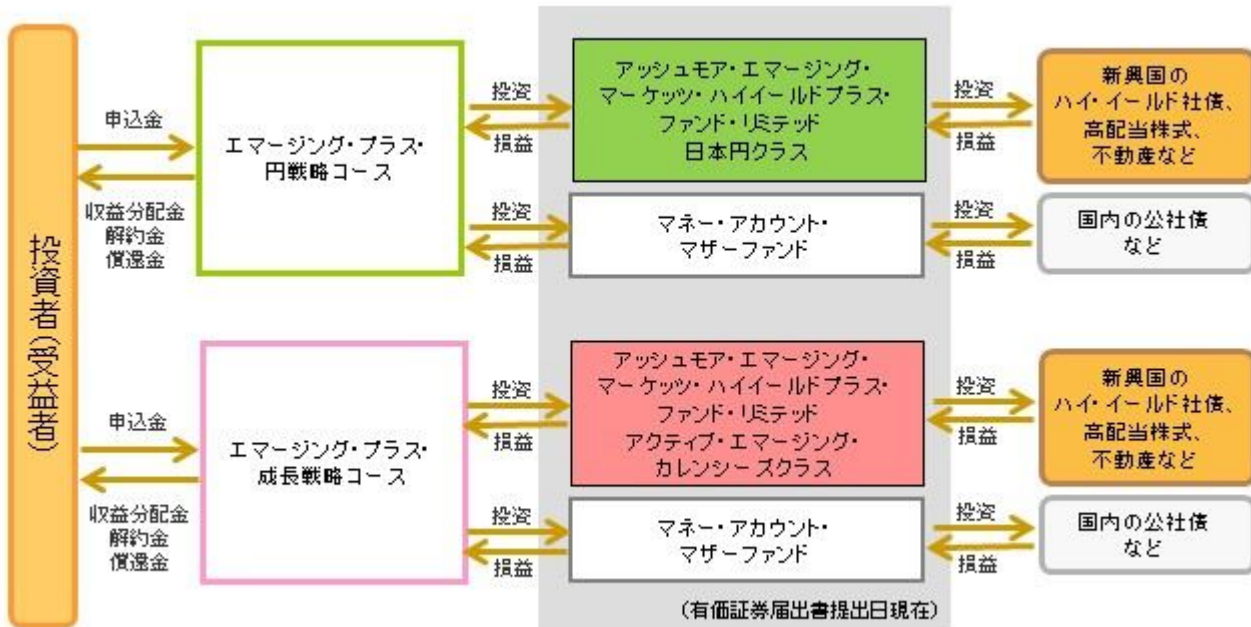 投資者(受益者)
申込金
収益分配金
解約金
償還金
エマージング・プラス・
円戦略コース
投資
損益
投資
損益
アッシュモア・エマージング・
マーケッツ・ハイイールドプラス・
ファンド・リミテッド
日本円クラス
マネー・アカウント・
マザーファンド
投資
損益
投資
損益
新興国の
ハイ・イールド社債、
高配当株式、
不動産など
国内の公社債
など
申込金
収益分配金
解約金
償還金
エマージング・プラス・
成長戦略コース
投資
損益
投資
損益
アッシュモア・エマージング・
マーケッツ・ハイイールドプラス・
ファンド・リミテッド
アクティブ・エマージング・
カレンシーズクラス
マネー・アカウント・
マザーファンド
投資
損益
投資
損益
新興国の
ハイ・イールド社債、
高配当株式、
不動産など
国内の公社債
など
(有価証券届出書提出日現在)